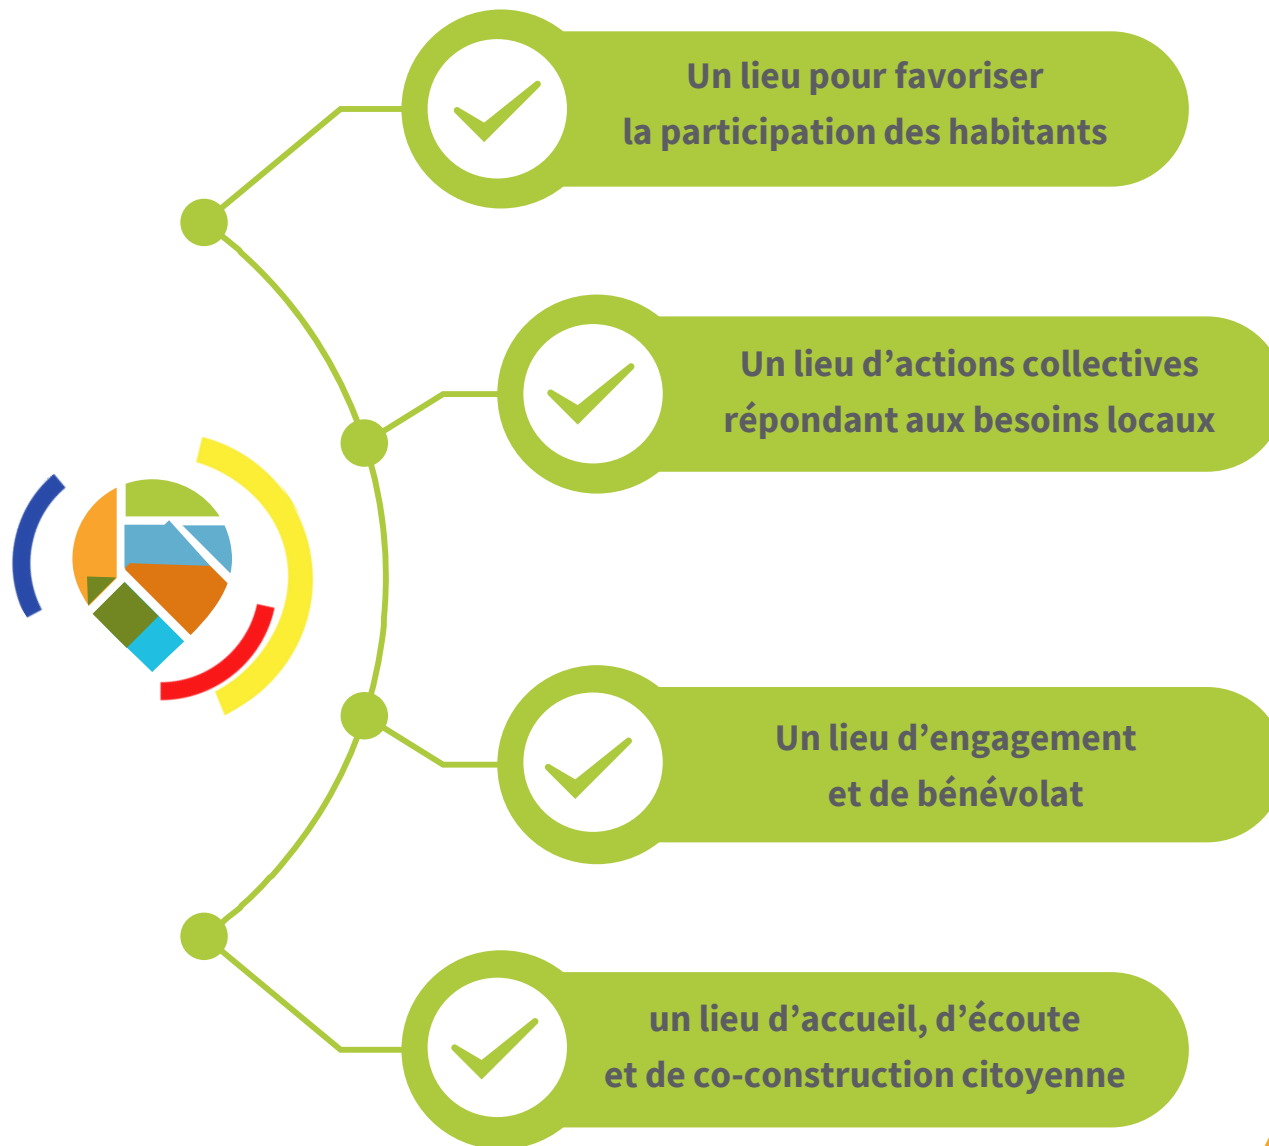 Un lieu pour favoriser
la participation des habitants
Un lieu d’actions collectives
répondant aux besoins locaux
Un lieu d’engagement
et de bénévolat
un lieu d’accueil, d’écoute
et de co-construction citoyenne